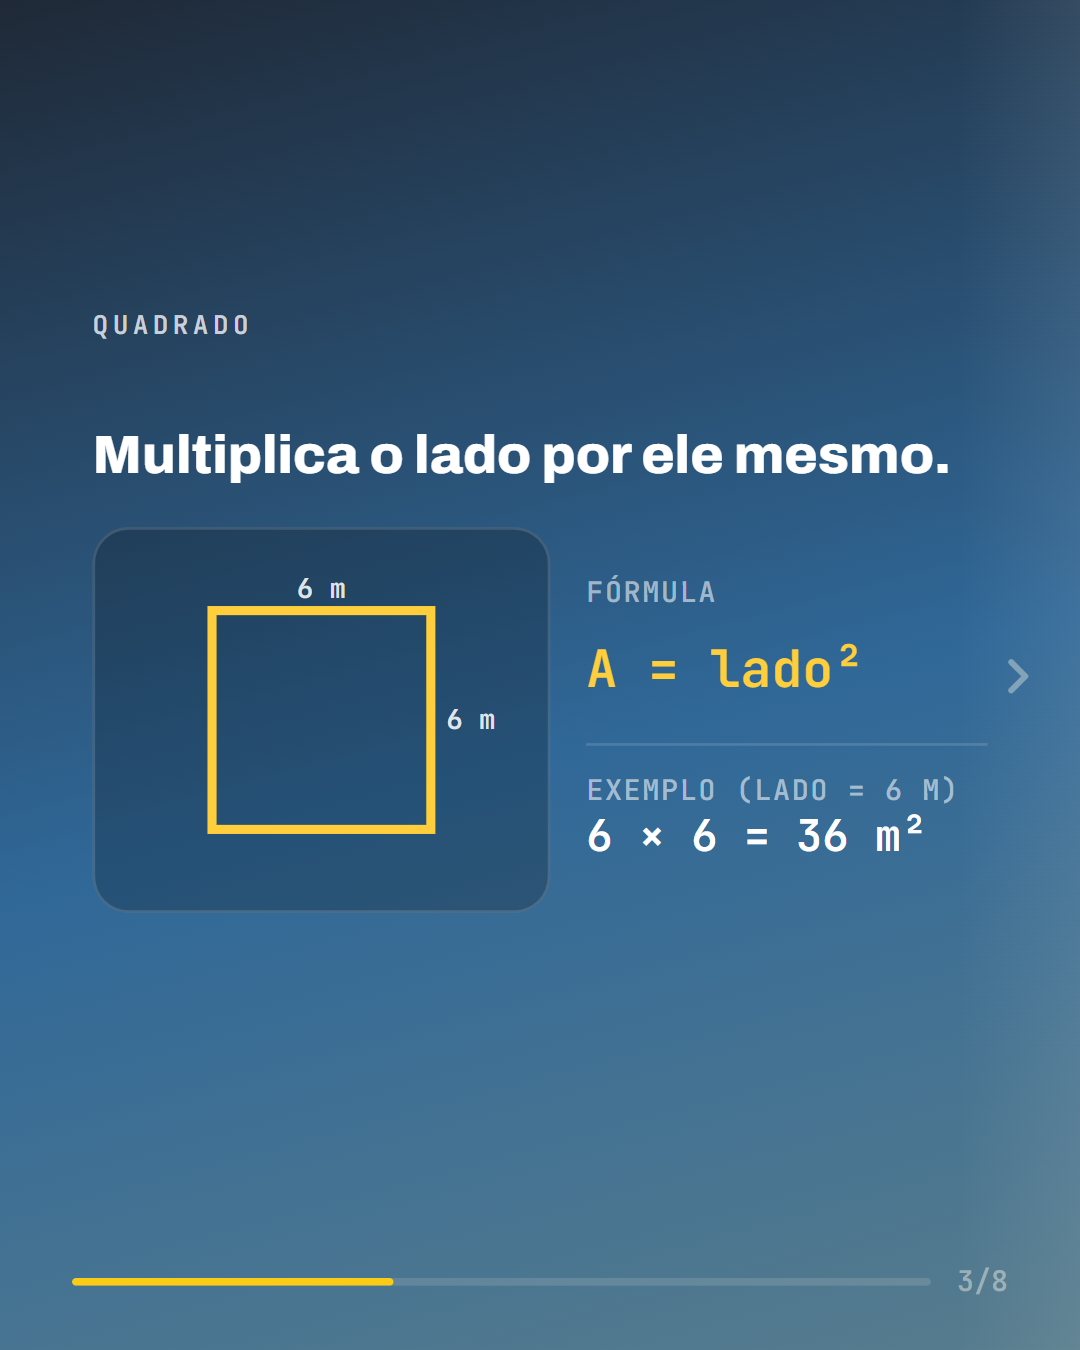 QUADRADO
Multiplica o lado por ele mesmo.
6 m
6 m
FÓRMULA
A = lado²
EXEMPLO (LADO = 6 M)
6 × 6 = 36 m²
3/8